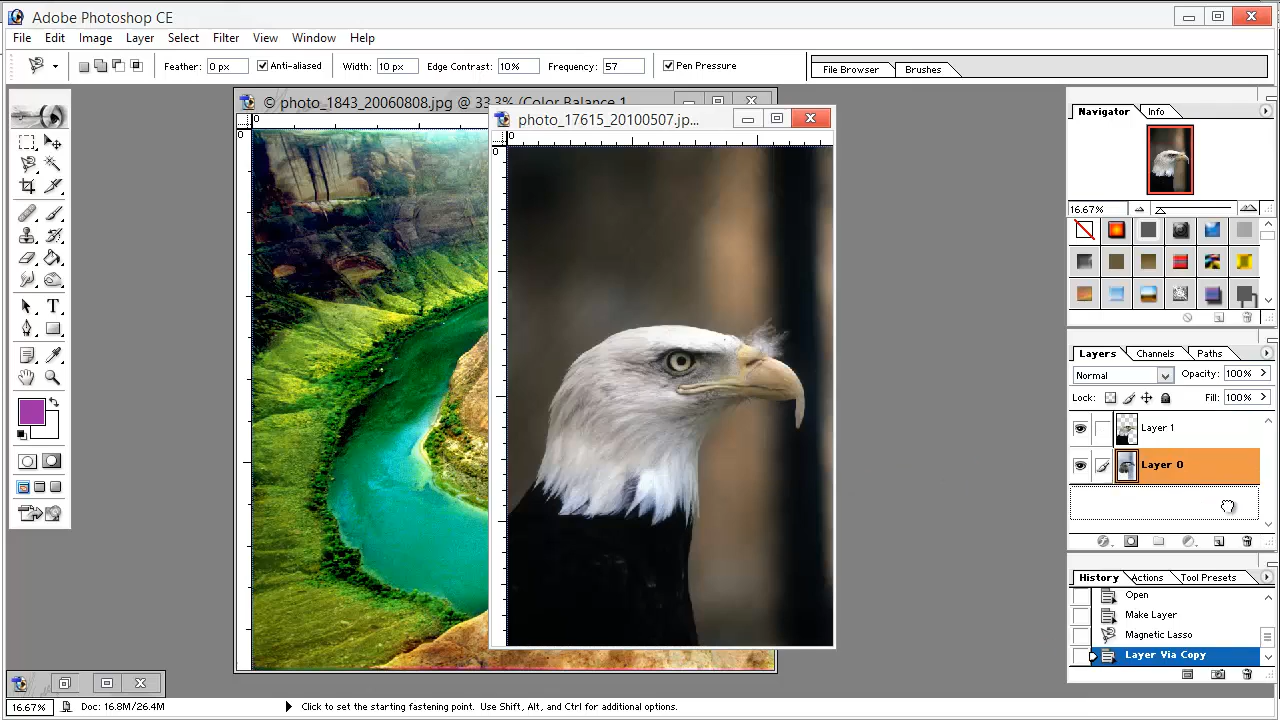 Adobe Photoshop CE
File Edit Image Layer Select Filter View Window Help
Feather: 0 px Anti-aliased Width: 10 px Edge Contrast: 10% Frequency: 57 Pen Pressure File Browser Brushes
© photo_1843_20060808.jpg @ 33.3% (Color Balance 1
photo_17615_20100507.jp...
0
0
0
0
T
Navigator Info
16.67%
Layers Channels Paths
Normal Opacity: 100%
Lock: Fill: 100%
Layer 1
Layer 0
History Actions Tool Presets
Open
Make Layer
Magnetic Lasso
Layer Via Copy
16.67% Doc: 16.8M/26.4M Click to set the starting fastening point. Use Shift, Alt, and Ctrl for additional options.